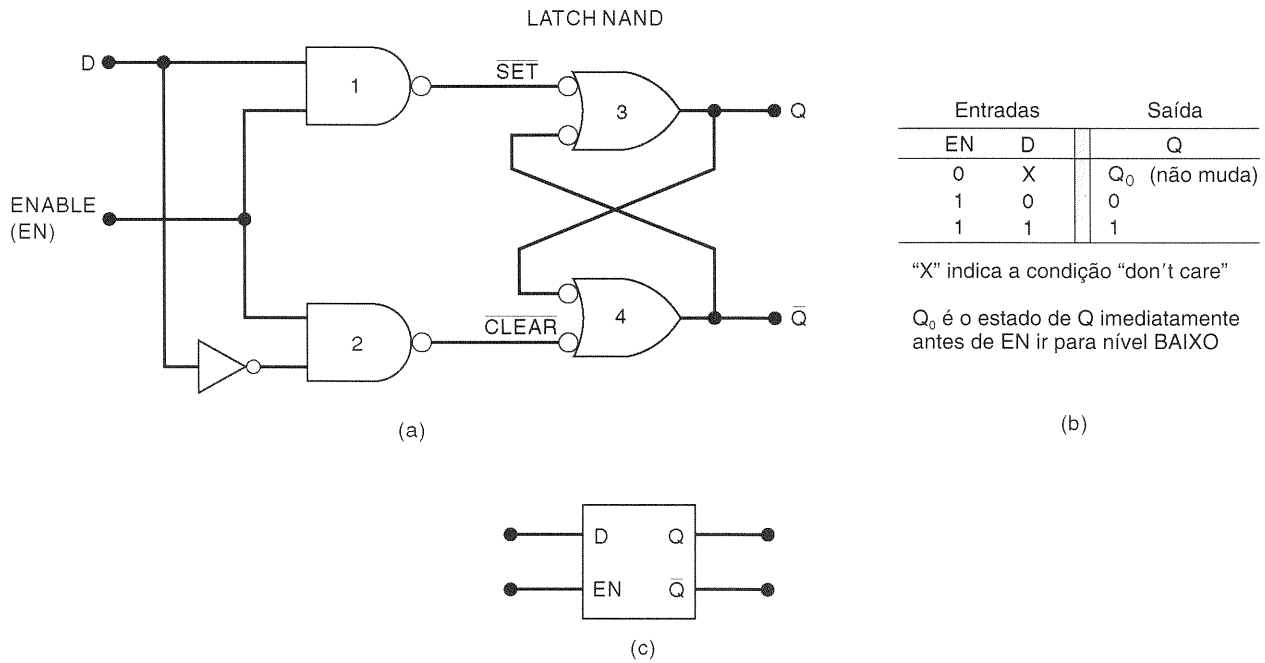 LATCH NAND
D
1
SET
3
Q
ENABLE
(EN)
2
CLEAR
4
Q̅
(a)
Entradas Saída
EN D Q
0 X Q₀ (não muda)
1 0 0
1 1 1
“X” indica a condição “don't care”
Q₀ é o estado de Q imediatamente
antes de EN ir para nível BAIXO
(b)
D Q
EN Q̅
(c)